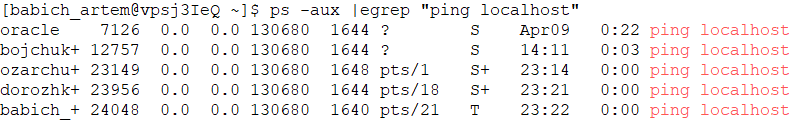 [babich_artem@vpsj3IeQ ~]$ ps -aux |egrep "ping localhost"
oracle    7126  0.0  0.0 130680  1644 ?        S    Apr09   0:22 ping localhost
bojchuk+ 12757  0.0  0.0 130680  1644 ?        S    14:11   0:03 ping localhost
ozarchu+ 23149  0.0  0.0 130680  1648 pts/1    S+   23:14   0:00 ping localhost
dorozhk+ 23956  0.0  0.0 130680  1644 pts/18   S+   23:21   0:00 ping localhost
babich_+ 24048  0.0  0.0 130680  1640 pts/21   T    23:22   0:00 ping localhost